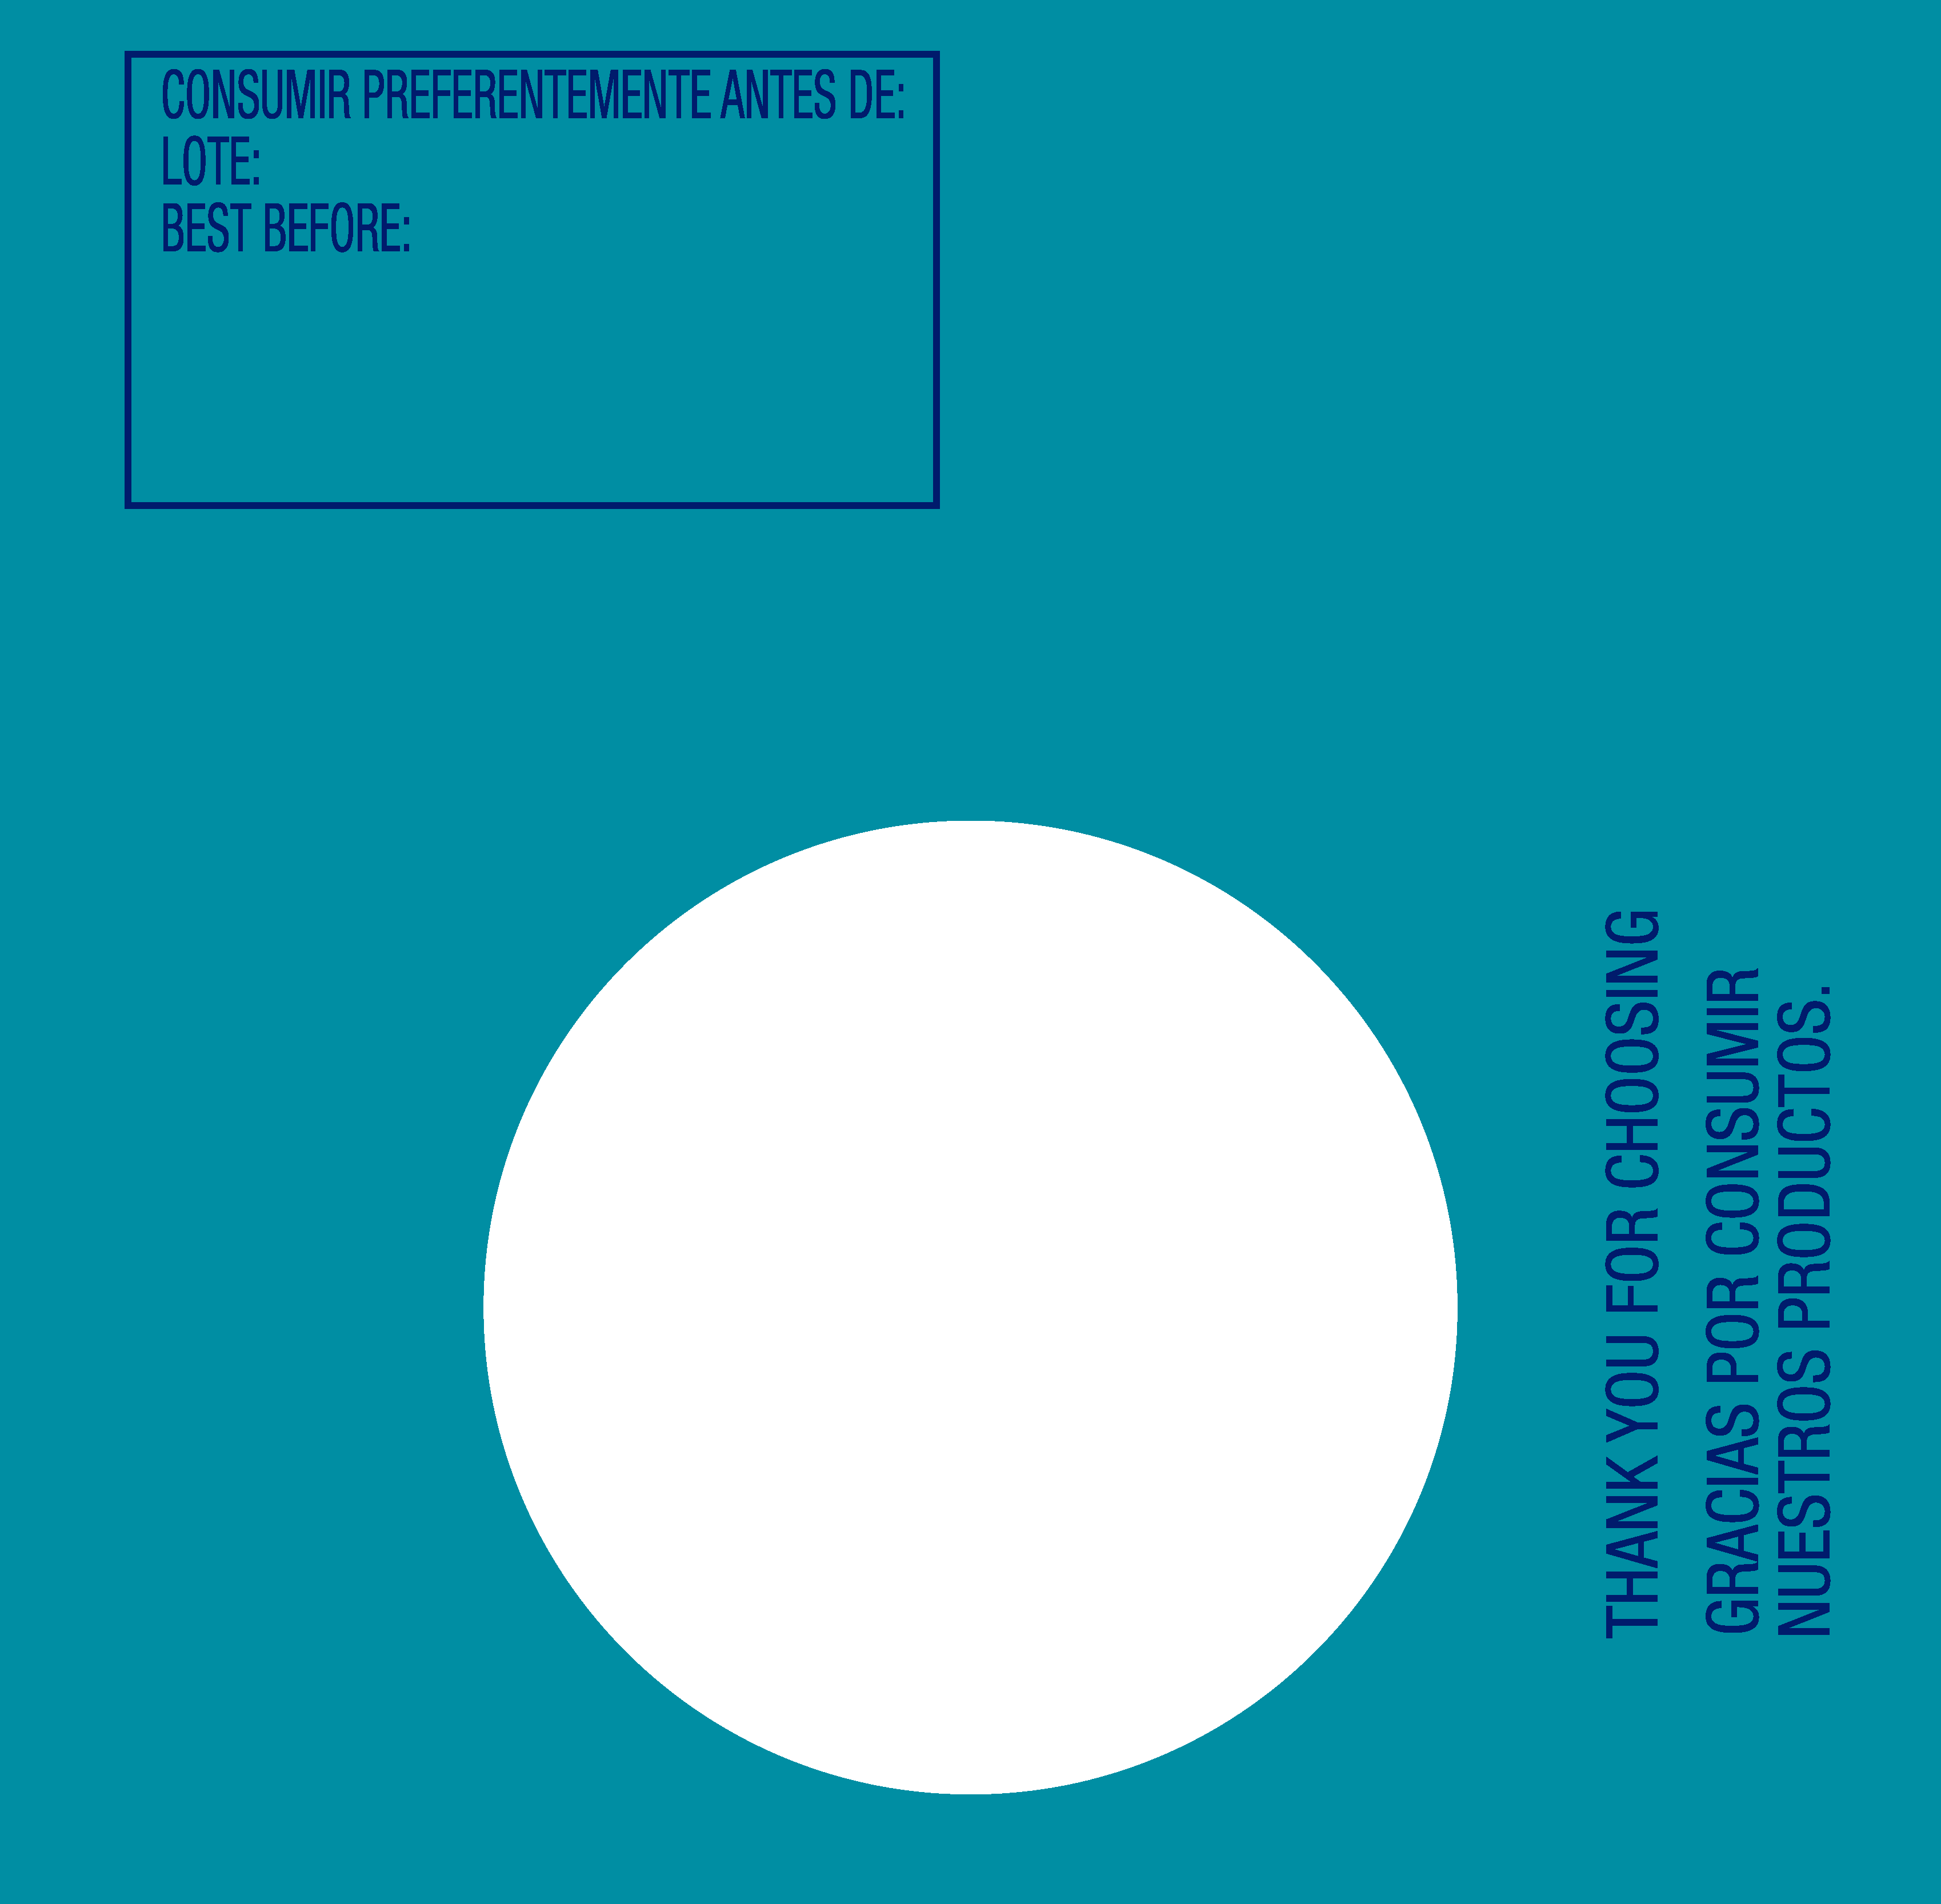 CONSUMIR PREFERENTEMENTE ANTES DE:
LOTE:
BEST BEFORE:
THANK YOU FOR CHOOSING
GRACIAS POR CONSUMIR
NUESTROS PRODUCTOS.